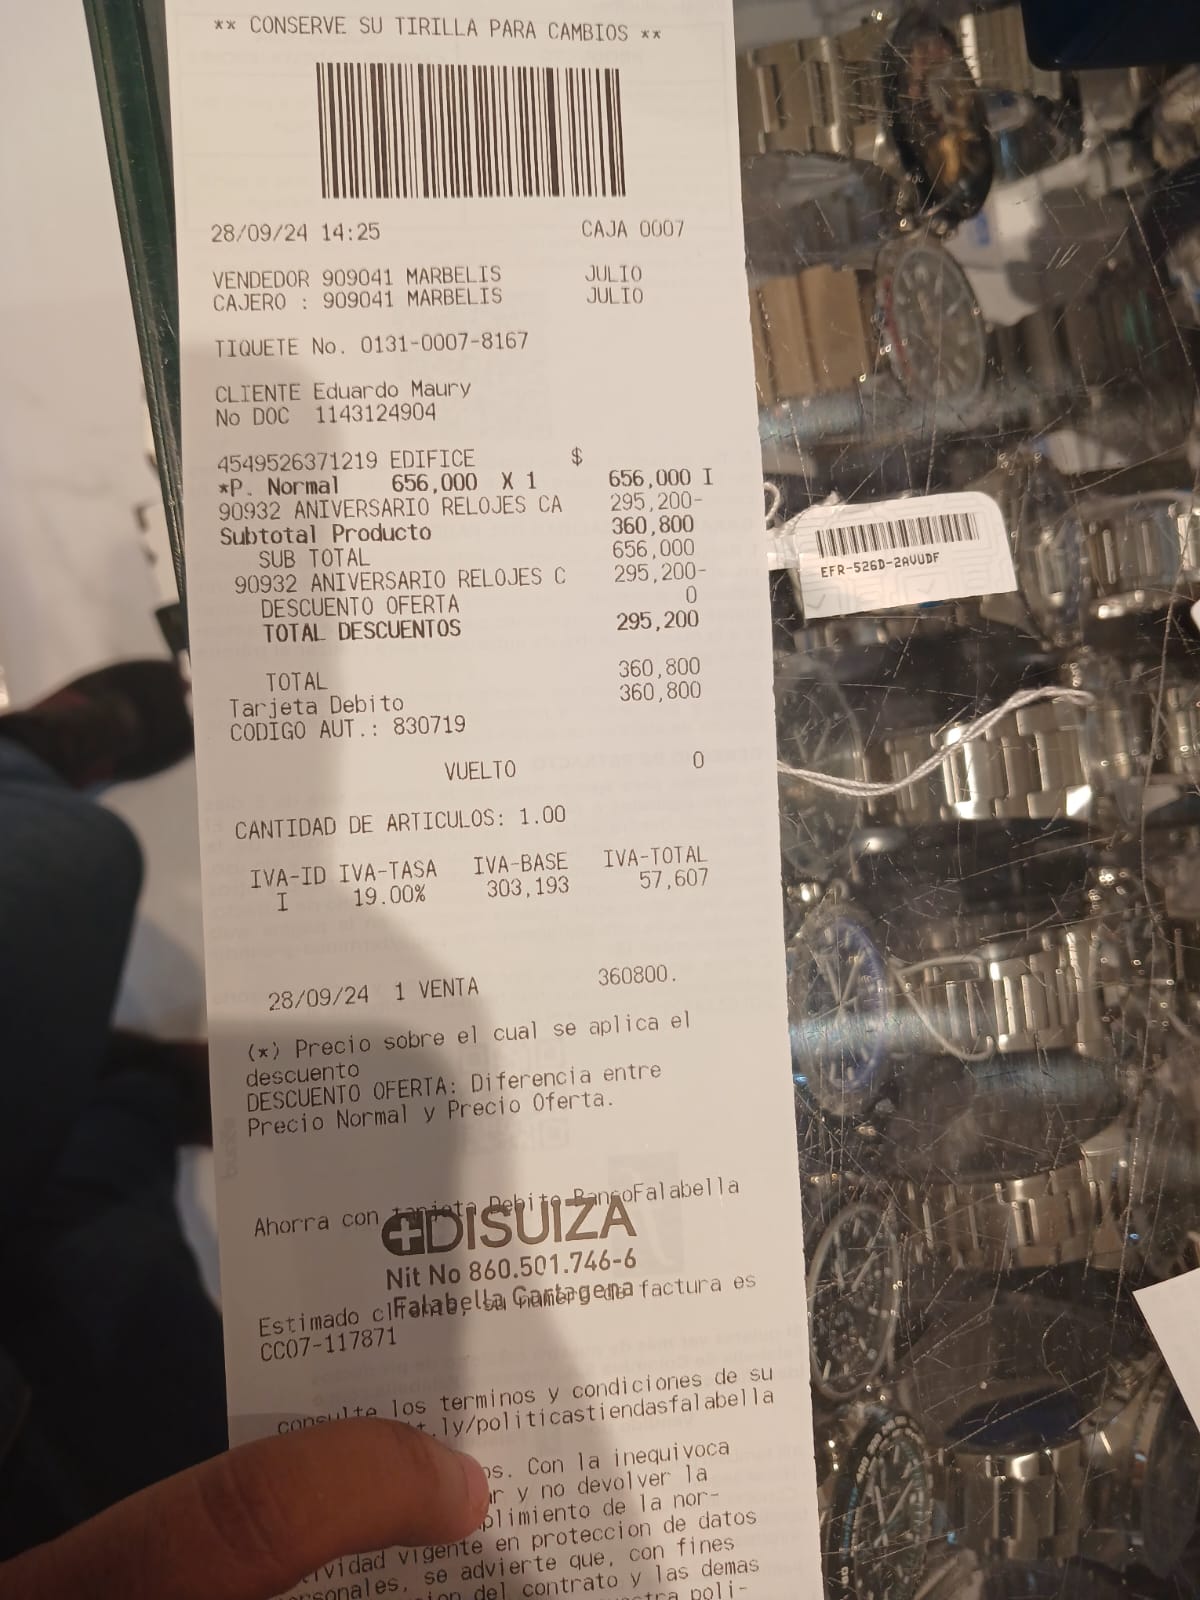 ** CONSERVE SU TIRILLA PARA CAMBIOS **
28/09/24 14:25 CAJA 0007
VENDEDOR 909041 MARBELIS JULIO
CAJERO : 909041 MARBELIS JULIO
TIQUETE No. 0131-0007-8167
CLIENTE Eduardo Maury
No DOC 1143124904
4549526371219 EDIFICE $
*P. Normal 656,000 X 1 656,000 I
90932 ANIVERSARIO RELOJES CA 295,200-
Subtotal Producto 360,800
SUB TOTAL 656,000
90932 ANIVERSARIO RELOJES C 295,200-
DESCUENTO OFERTA 0
TOTAL DESCUENTOS 295,200
TOTAL 360,800
Tarjeta Debito 360,800
CODIGO AUT.: 830719
VUELTO 0
CANTIDAD DE ARTICULOS: 1.00
IVA-ID IVA-TASA IVA-BASE IVA-TOTAL
I 19.00% 303,193 57,607
28/09/24 1 VENTA 360800.
(*) Precio sobre el cual se aplica el
descuento
DESCUENTO OFERTA: Diferencia entre
Precio Normal y Precio Oferta.
Ahorra con tarjeta Debito BancoFalabella
DISUIZA
Nit No 860.501.746-6
Falabella Cartagena
Estimado cliente, su numero de factura es
CC07-117871
consulte los terminos y condiciones de su
.ly/politicastiendasfalabella
Con la inequivoca
y no devolver la
de la nor-
vigente en proteccion de datos
se advierte que, con fines
del contrato y las demas
poli-
EFR-526D-2AVUDF